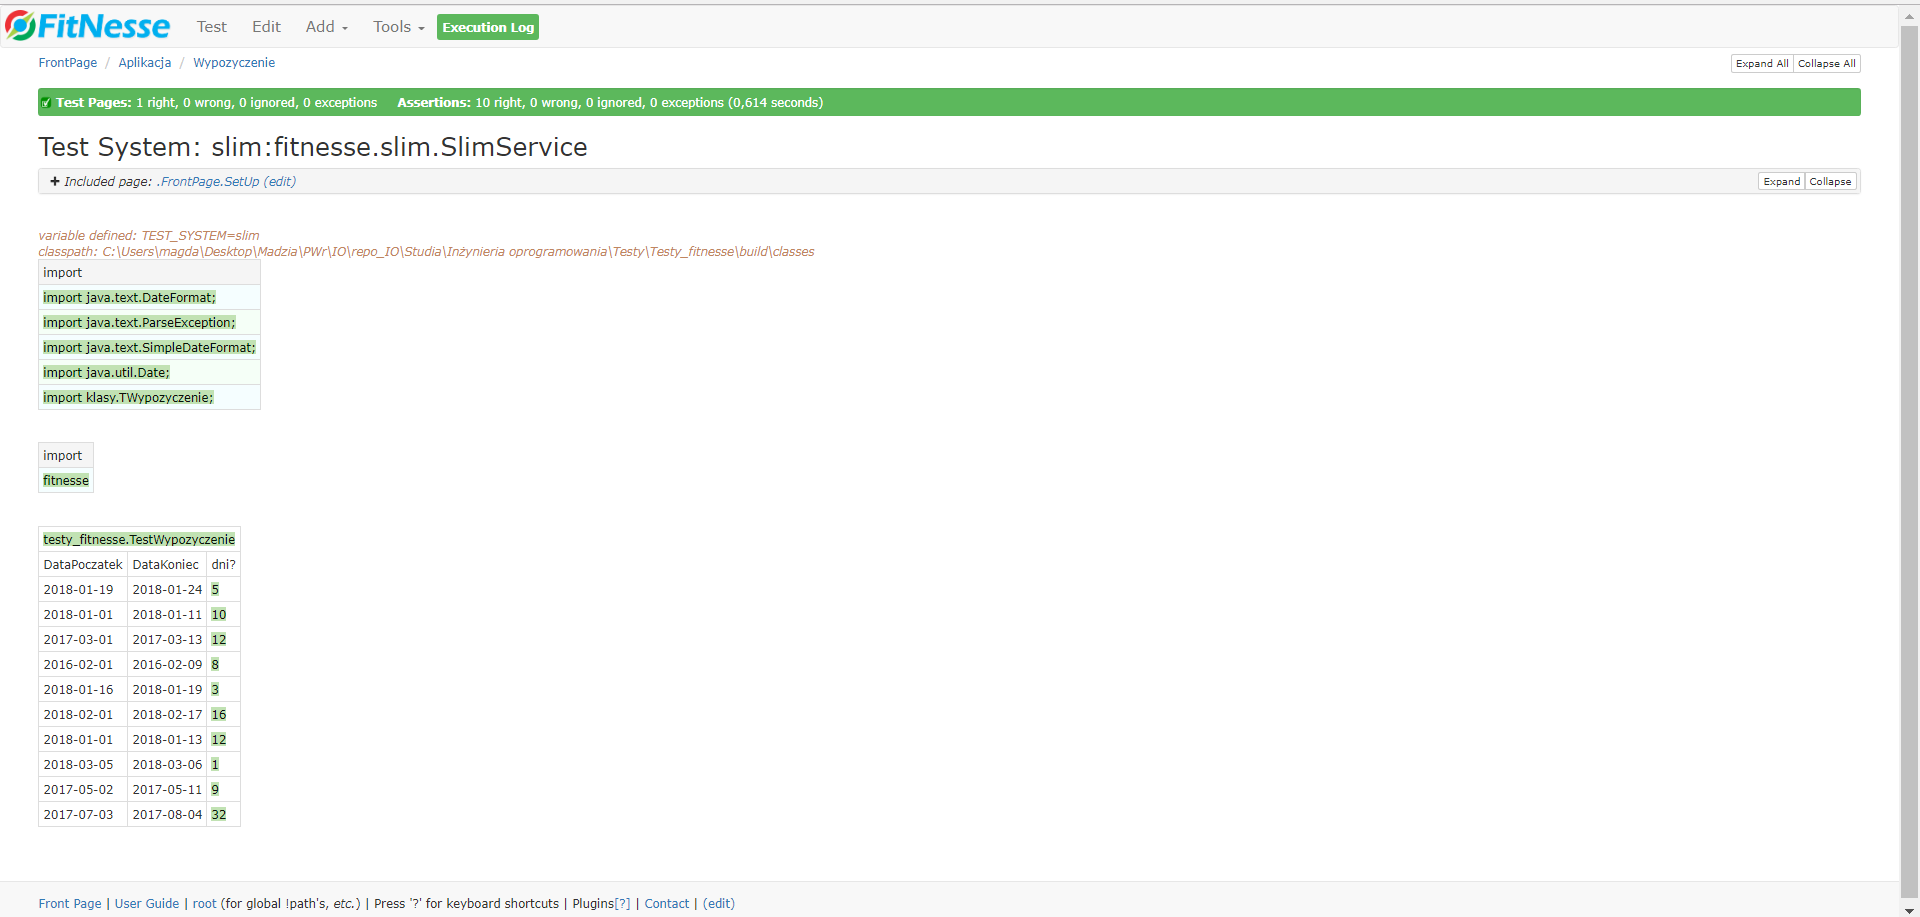 FitNesse Test Edit Add Tools Execution Log
FrontPage / Aplikacja / Wypozyczenie Expand All Collapse All
Test Pages: 1 right, 0 wrong, 0 ignored, 0 exceptions Assertions: 10 right, 0 wrong, 0 ignored, 0 exceptions (0,614 seconds)
Test System: slim:fitnesse.slim.SlimService
Included page: .FrontPage.SetUp (edit) Expand Collapse
variable defined: TEST_SYSTEM=slim
classpath: C:\Users\magda\Desktop\Madzia\PWr\IO\repo_IO\Studia\Inżynieria oprogramowania\Testy\Testy_fitnesse\build\classes
import
import java.text.DateFormat;
import java.text.ParseException;
import java.text.SimpleDateFormat;
import java.util.Date;
import klasy.TWypozyczenie;
import
fitnesse
testy_fitnesse.TestWypozyczenie
DataPoczatek DataKoniec dni?
2018-01-19 2018-01-24 5
2018-01-01 2018-01-11 10
2017-03-01 2017-03-13 12
2016-02-01 2016-02-09 8
2018-01-16 2018-01-19 3
2018-02-01 2018-02-17 16
2018-01-01 2018-01-13 12
2018-03-05 2018-03-06 1
2017-05-02 2017-05-11 9
2017-07-03 2017-08-04 32
Front Page | User Guide | root (for global !path's, etc.) | Press '?' for keyboard shortcuts | Plugins[?] | Contact | (edit)